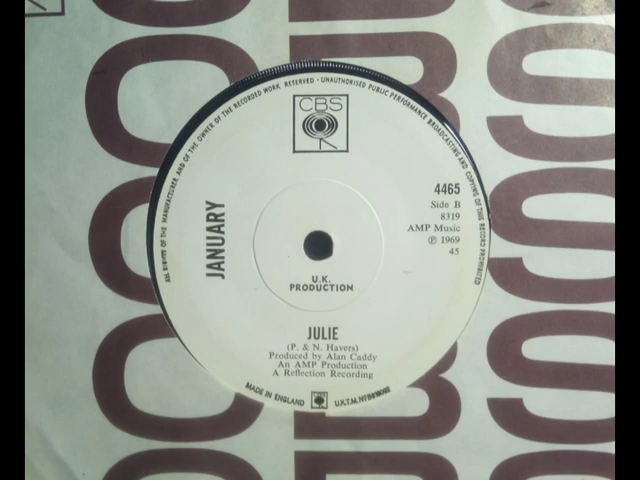 ALL RIGHTS OF THE MANUFACTURER AND OF THE OWNER OF THE RECORDED WORK RESERVED - UNAUTHORISED PUBLIC PERFORMANCE BROADCASTING AND COPYING OF THIS RECORD PROHIBITED
CBS
4465
Side B
8319
AMP Music
℗ 1969
45
JANUARY
U.K.
PRODUCTION
JULIE
(P. & N. Havers)
Produced by Alan Caddy
An AMP Production
A Reflection Recording
MADE IN ENGLAND